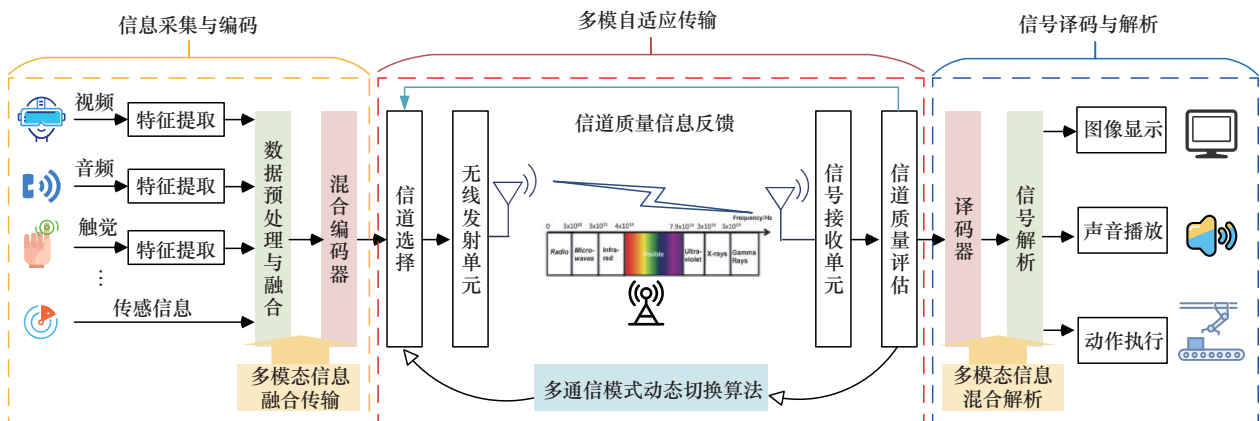 信息采集与编码
多模自适应传输
信号译码与解析
视频
特征提取
音频
特征提取
触觉
特征提取
⋮
传感信息
数据预处理与融合
混合编码器
多模态信息
融合传输
信道质量信息反馈
信道选择
无线发射单元
Frequency/Hz
0 3x10¹⁰ 3x10¹¹ 4x10¹⁴ 7.9x10¹⁴ 3x10¹⁶ 3x10¹⁹
Radio
Micro-
waves
Infra-
red
Visible
Ultra-
violet
X-rays
Gamma
Rays
信号接收单元
信道质量评估
多通信模式动态切换算法
译码器
信号解析
图像显示
声音播放
动作执行
多模态信息
混合解析